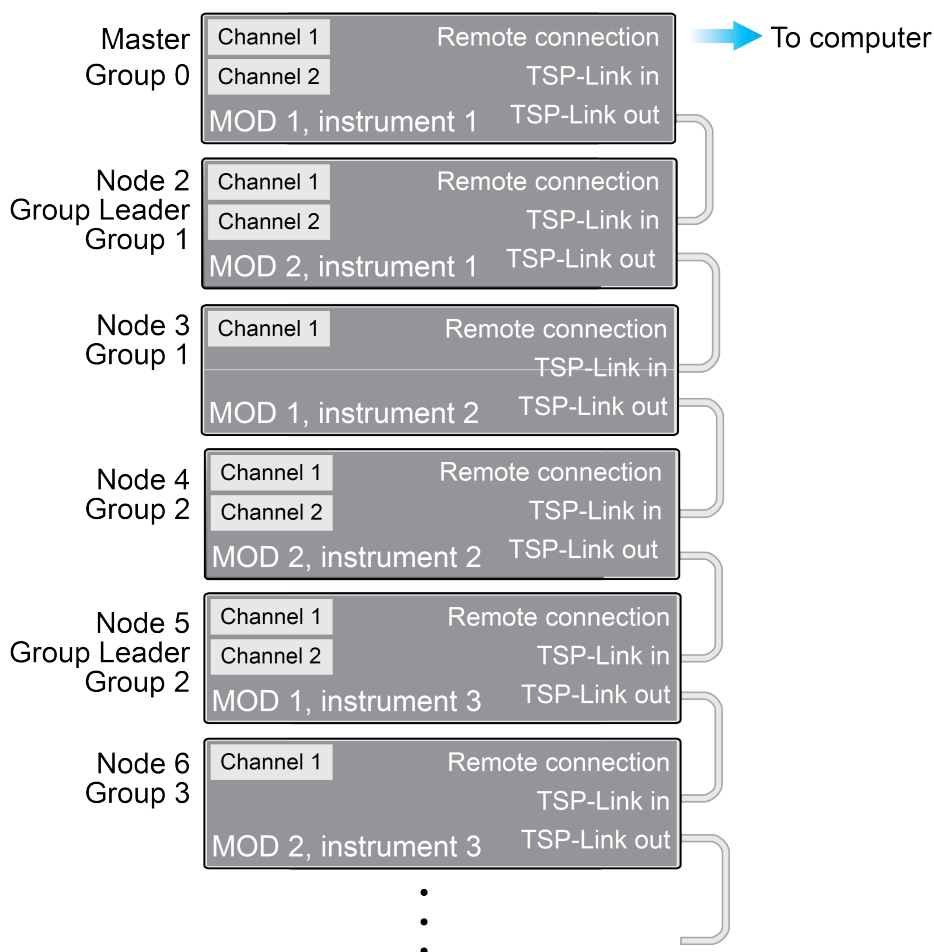 Master
Group 0
Channel 1
Channel 2
MOD 1, instrument 1
Remote connection
TSP-Link in
TSP-Link out
To computer
Node 2
Group Leader
Group 1
Channel 1
Channel 2
MOD 2, instrument 1
Remote connection
TSP-Link in
TSP-Link out
Node 3
Group 1
Channel 1
MOD 1, instrument 2
Remote connection
TSP-Link in
TSP-Link out
Node 4
Group 2
Channel 1
Channel 2
MOD 2, instrument 2
Remote connection
TSP-Link in
TSP-Link out
Node 5
Group Leader
Group 2
Channel 1
Channel 2
MOD 1, instrument 3
Remote connection
TSP-Link in
TSP-Link out
Node 6
Group 3
Channel 1
MOD 2, instrument 3
Remote connection
TSP-Link in
TSP-Link out